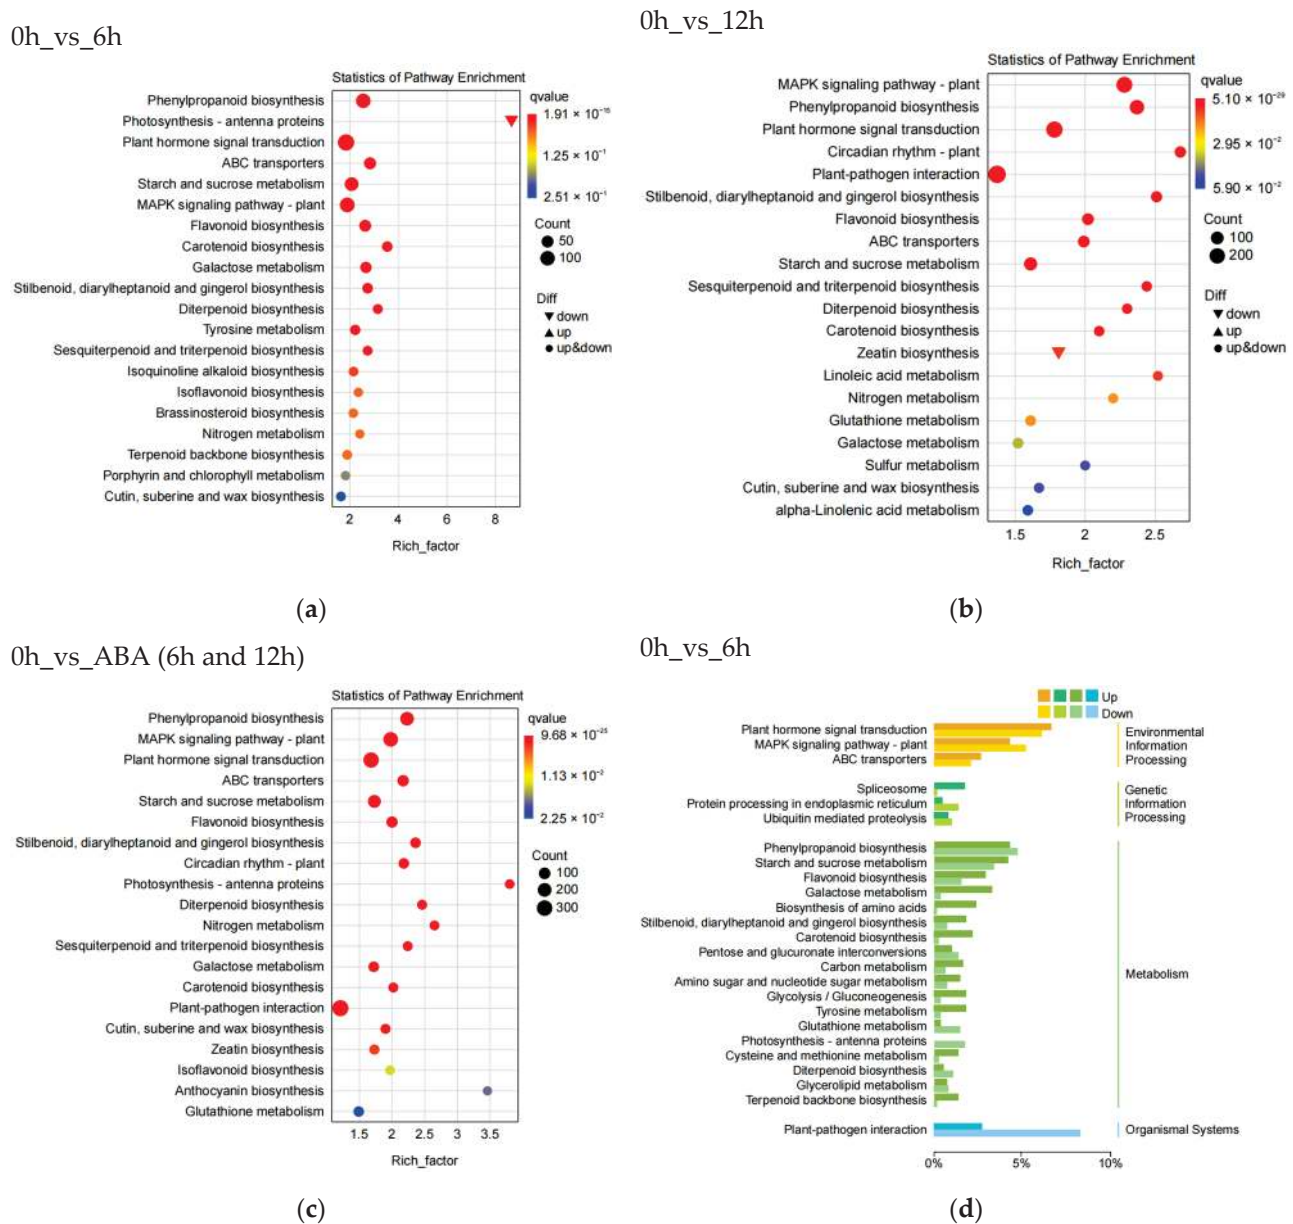 0h_vs_6h
Statistics of Pathway Enrichment
Phenylpropanoid biosynthesis
Photosynthesis - antenna proteins
Plant hormone signal transduction
ABC transporters
Starch and sucrose metabolism
MAPK signaling pathway - plant
Flavonoid biosynthesis
Carotenoid biosynthesis
Galactose metabolism
Stilbenoid, diarylheptanoid and gingerol biosynthesis
Diterpenoid biosynthesis
Tyrosine metabolism
Sesquiterpenoid and triterpenoid biosynthesis
Isoquinoline alkaloid biosynthesis
Isoflavonoid biosynthesis
Brassinosteroid biosynthesis
Nitrogen metabolism
Terpenoid backbone biosynthesis
Porphyrin and chlorophyll metabolism
Cutin, suberine and wax biosynthesis
2 4 6 8
Rich_factor
qvalue
1.91 × 10⁻¹⁵
1.25 × 10⁻¹
2.51 × 10⁻¹
Count
50
100
Diff
down
up
up&down
(a)
0h_vs_12h
Statistics of Pathway Enrichment
MAPK signaling pathway - plant
Phenylpropanoid biosynthesis
Plant hormone signal transduction
Circadian rhythm - plant
Plant-pathogen interaction
Stilbenoid, diarylheptanoid and gingerol biosynthesis
Flavonoid biosynthesis
ABC transporters
Starch and sucrose metabolism
Sesquiterpenoid and triterpenoid biosynthesis
Diterpenoid biosynthesis
Carotenoid biosynthesis
Zeatin biosynthesis
Linoleic acid metabolism
Nitrogen metabolism
Glutathione metabolism
Galactose metabolism
Sulfur metabolism
Cutin, suberine and wax biosynthesis
alpha-Linolenic acid metabolism
1.5 2 2.5
Rich_factor
qvalue
5.10 × 10⁻²⁹
2.95 × 10⁻²
5.90 × 10⁻²
Count
100
200
Diff
down
up
up&down
(b)
0h_vs_ABA (6h and 12h)
Statistics of Pathway Enrichment
Phenylpropanoid biosynthesis
MAPK signaling pathway - plant
Plant hormone signal transduction
ABC transporters
Starch and sucrose metabolism
Flavonoid biosynthesis
Stilbenoid, diarylheptanoid and gingerol biosynthesis
Circadian rhythm - plant
Photosynthesis - antenna proteins
Diterpenoid biosynthesis
Nitrogen metabolism
Sesquiterpenoid and triterpenoid biosynthesis
Galactose metabolism
Carotenoid biosynthesis
Plant-pathogen interaction
Cutin, suberine and wax biosynthesis
Zeatin biosynthesis
Isoflavonoid biosynthesis
Anthocyanin biosynthesis
Glutathione metabolism
1.5 2 2.5 3 3.5
Rich_factor
qvalue
9.68 × 10⁻²⁵
1.13 × 10⁻²
2.25 × 10⁻²
Count
100
200
300
(c)
0h_vs_6h
Up
Down
Plant hormone signal transduction
MAPK signaling pathway - plant
ABC transporters
Environmental
Information
Processing
Spliceosome
Protein processing in endoplasmic reticulum
Ubiquitin mediated proteolysis
Genetic
Information
Processing
Phenylpropanoid biosynthesis
Starch and sucrose metabolism
Flavonoid biosynthesis
Galactose metabolism
Biosynthesis of amino acids
Stilbenoid, diarylheptanoid and gingerol biosynthesis
Carotenoid biosynthesis
Pentose and glucuronate interconversions
Carbon metabolism
Amino sugar and nucleotide sugar metabolism
Glycolysis / Gluconeogenesis
Tyrosine metabolism
Glutathione metabolism
Photosynthesis - antenna proteins
Cysteine and methionine metabolism
Diterpenoid biosynthesis
Glycerolipid metabolism
Terpenoid backbone biosynthesis
Metabolism
Plant-pathogen interaction
Organismal Systems
0% 5% 10%
(d)